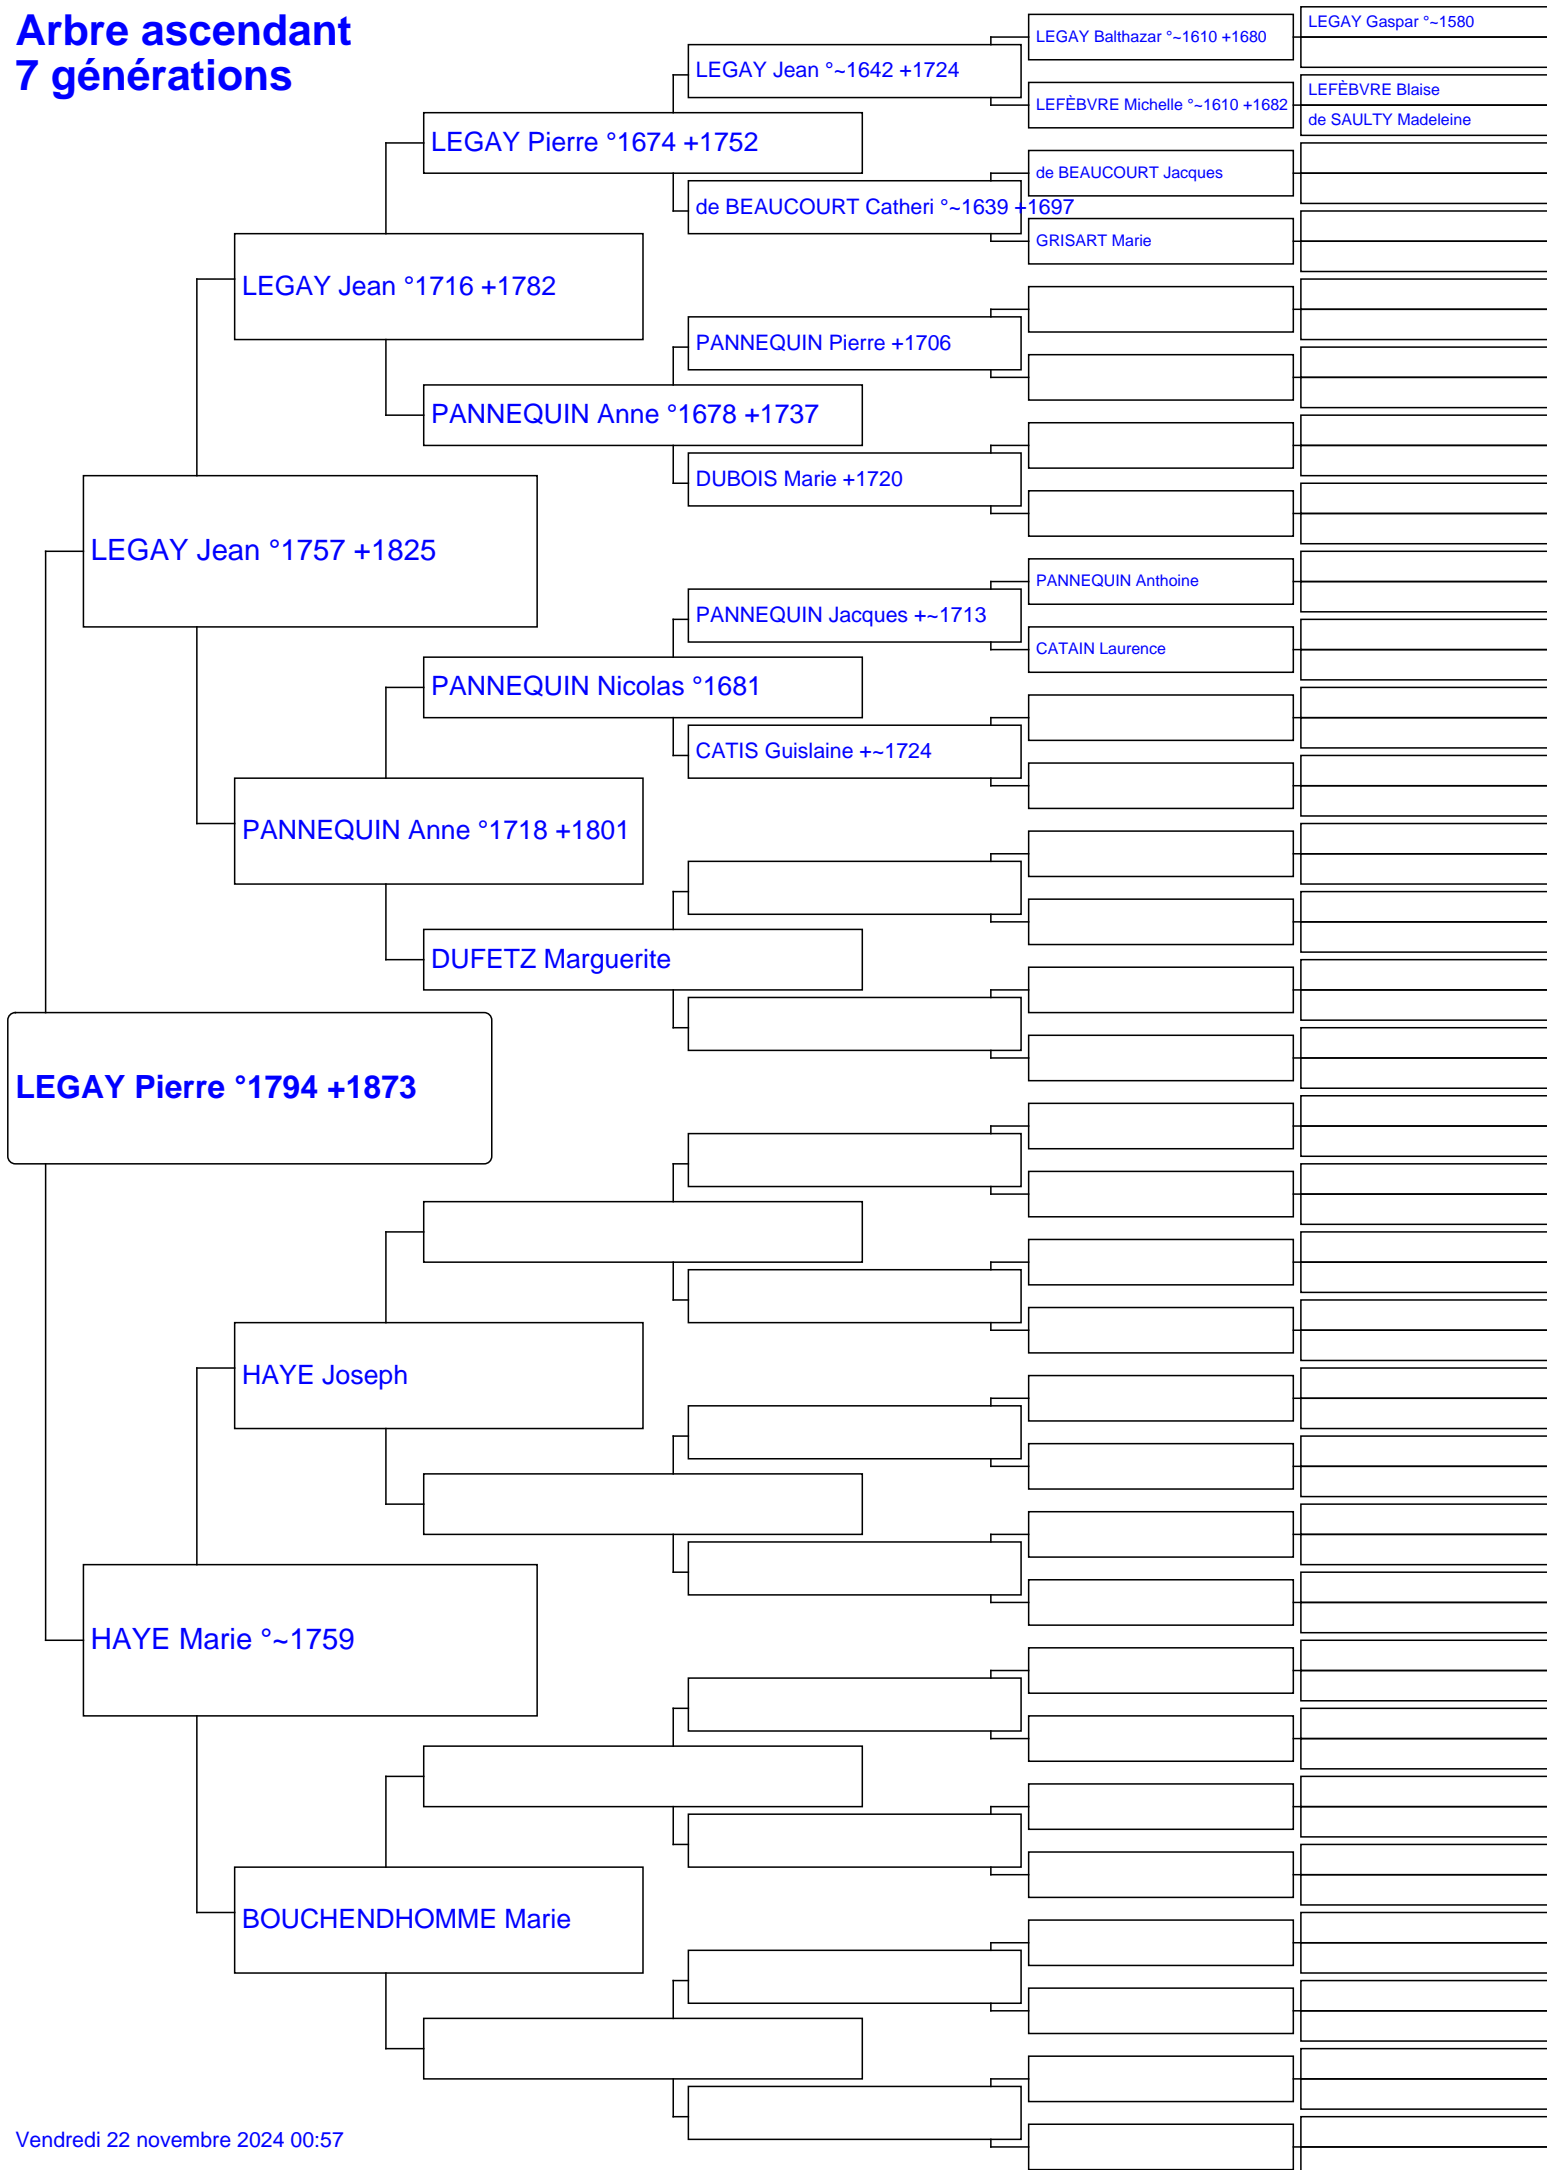 Arbre ascendant
7 générations
LEGAY Gaspar °~1580
LEGAY Balthazar °~1610 +1680
LEGAY Jean °~1642 +1724
LEFÈBVRE Blaise
LEFÈBVRE Michelle °~1610 +1682
de SAULTY Madeleine
LEGAY Pierre °1674 +1752
de BEAUCOURT Jacques
de BEAUCOURT Catheri °~1639 +1697
GRISART Marie
LEGAY Jean °1716 +1782
PANNEQUIN Pierre +1706
PANNEQUIN Anne °1678 +1737
DUBOIS Marie +1720
LEGAY Jean °1757 +1825
PANNEQUIN Anthoine
PANNEQUIN Jacques +~1713
CATAIN Laurence
PANNEQUIN Nicolas °1681
CATIS Guislaine +~1724
PANNEQUIN Anne °1718 +1801
DUFETZ Marguerite
LEGAY Pierre °1794 +1873
HAYE Joseph
HAYE Marie °~1759
BOUCHENDHOMME Marie
Vendredi 22 novembre 2024 00:57